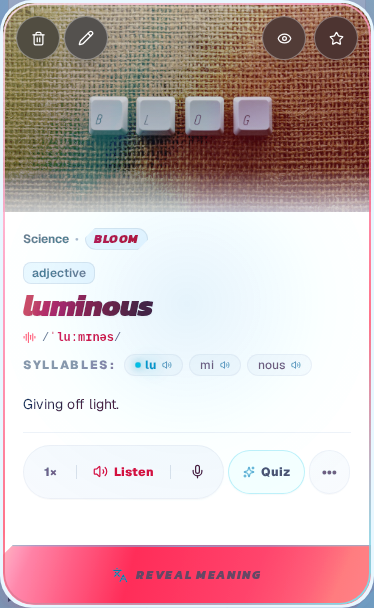 B L O G
Science • BLOOM
adjective
luminous
/ˈluːmɪnəs/
SYLLABLES: lu mi nous
Giving off light.
1× Listen Quiz •••
REVEAL MEANING